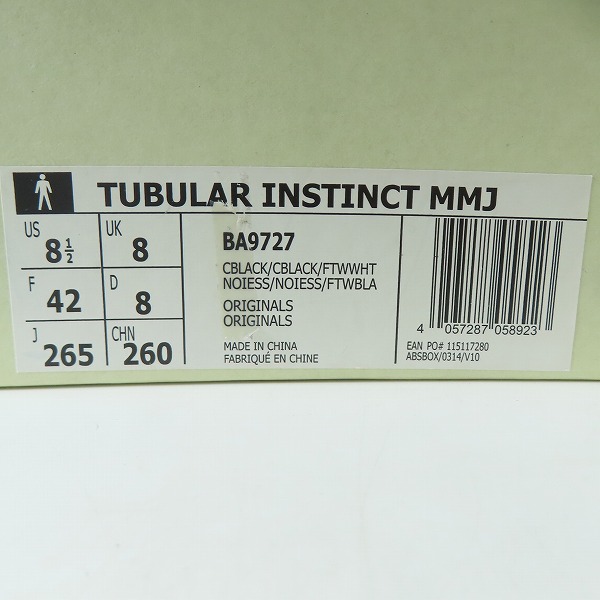 TUBULAR INSTINCT MMJ
US 8½ UK 8
F 42 D 8
J 265 CHN 260
BA9727
CBLACK/CBLACK/FTWWHT
NOIESS/NOIESS/FTWBLA
ORIGINALS
ORIGINALS
MADE IN CHINA
FABRIQUÉ EN CHINE
4 057287 058923
EAN PO# 115117280
ABSBOX/0314/V10